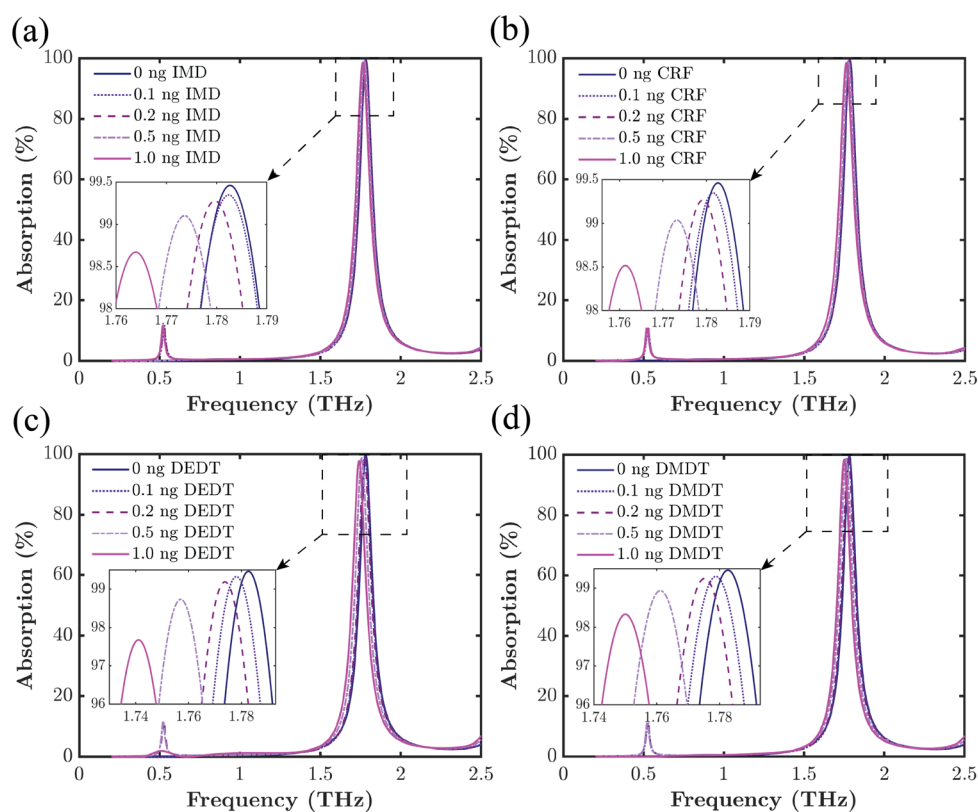 (a)
Absorption (%)
100
80
60
40
20
0
0 ng IMD
0.1 ng IMD
0.2 ng IMD
0.5 ng IMD
1.0 ng IMD
99.5
99
98.5
98
1.76
1.77
1.78
1.79
0
0.5
1
1.5
2
2.5
Frequency (THz)
(b)
Absorption (%)
100
80
60
40
20
0
0 ng CRF
0.1 ng CRF
0.2 ng CRF
0.5 ng CRF
1.0 ng CRF
99.5
99
98.5
98
1.76
1.77
1.78
1.79
0
0.5
1
1.5
2
2.5
Frequency (THz)
(c)
Absorption (%)
100
80
60
40
20
0
0 ng DEDT
0.1 ng DEDT
0.2 ng DEDT
0.5 ng DEDT
1.0 ng DEDT
99
98
97
96
1.74
1.76
1.78
0
0.5
1
1.5
2
2.5
Frequency (THz)
(d)
Absorption (%)
100
80
60
40
20
0
0 ng DMDT
0.1 ng DMDT
0.2 ng DMDT
0.5 ng DMDT
1.0 ng DMDT
99
98
97
96
1.74
1.76
1.78
0
0.5
1
1.5
2
2.5
Frequency (THz)